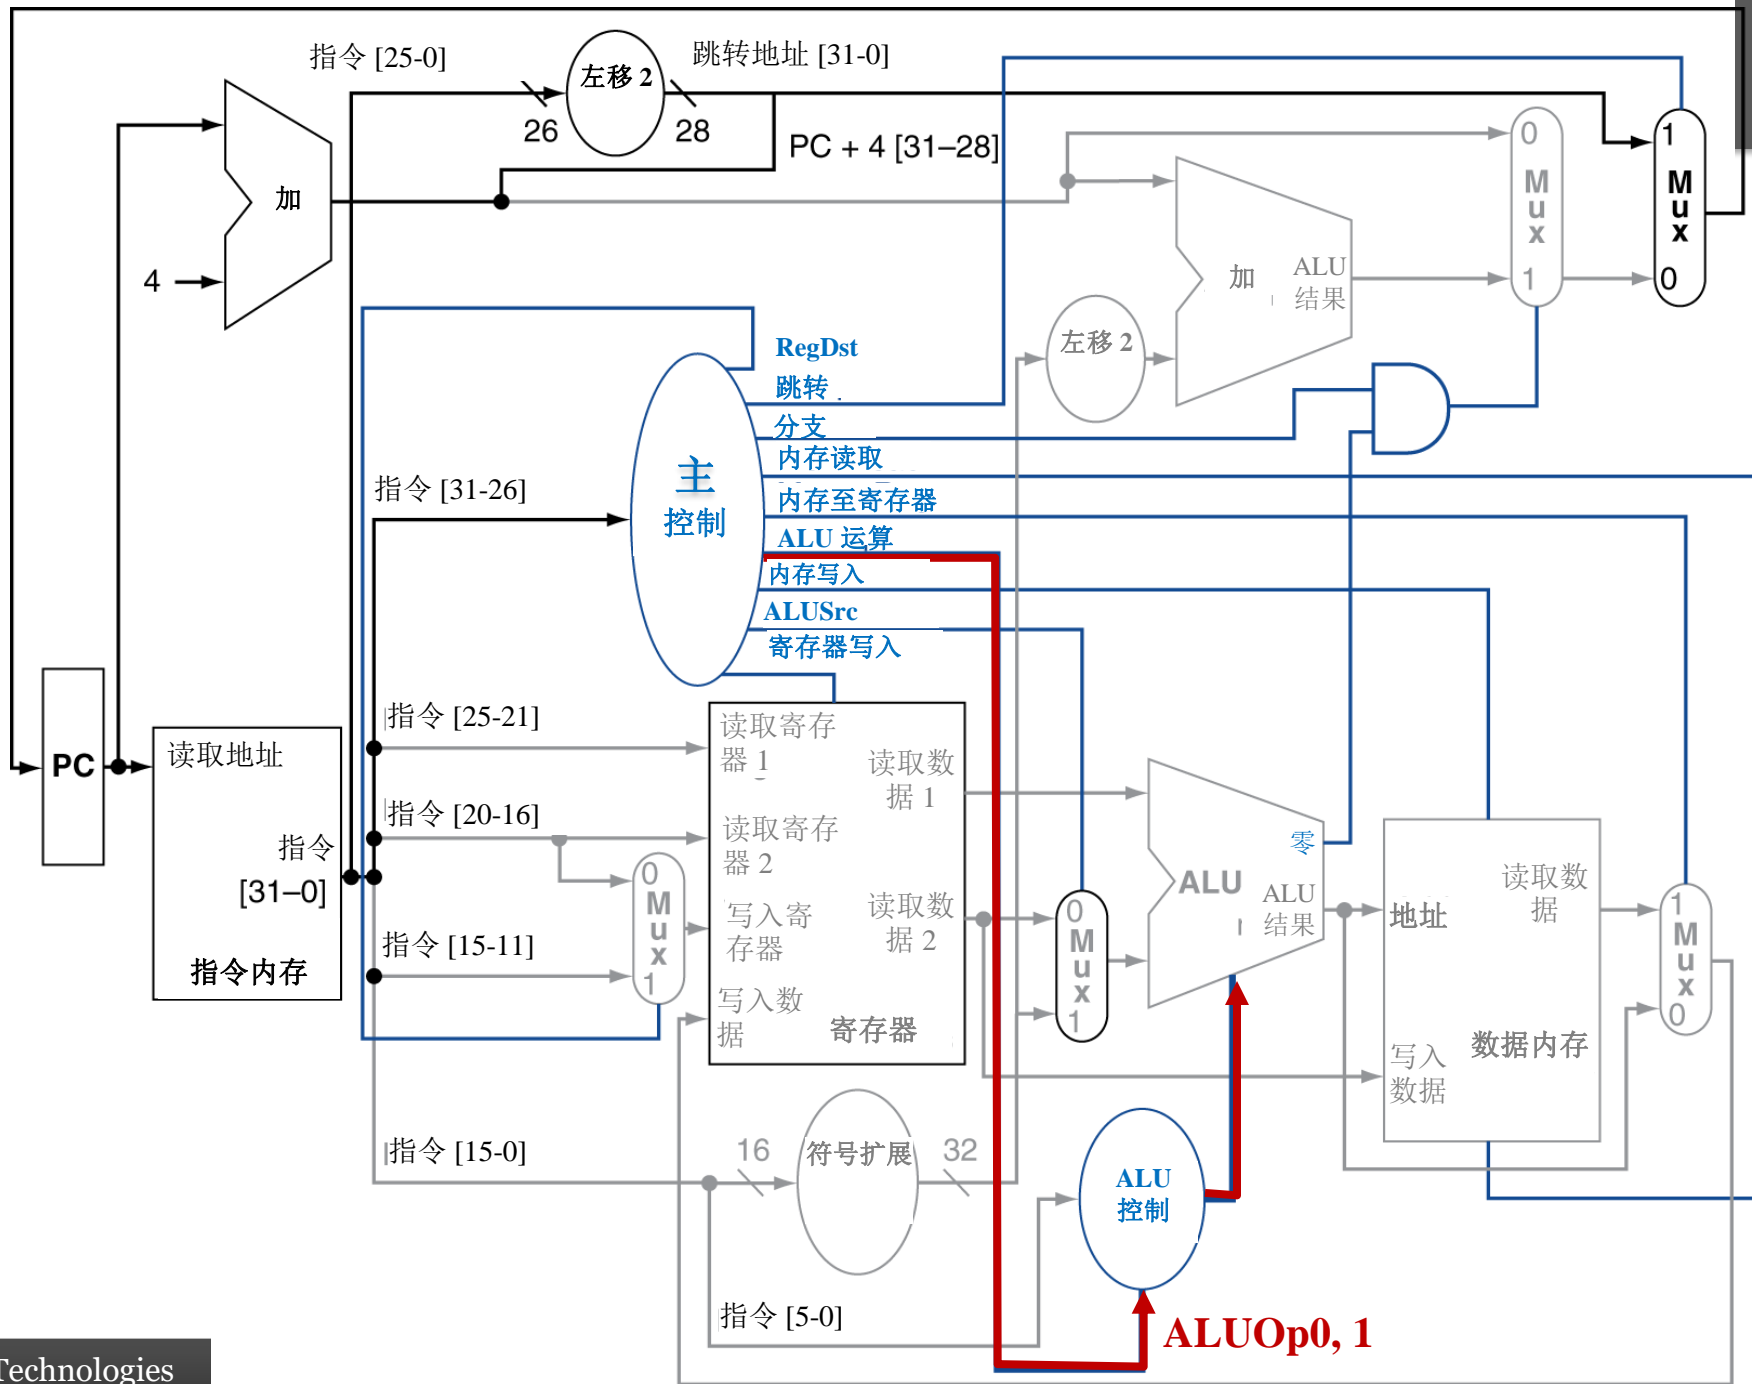 指令 [25-0]
左移 2
跳转地址 [31-0]
26
28
PC + 4 [31–28]
加
4
0
M
u
x
1
1
M
u
x
0
加
ALU
结果
左移 2
RegDst
跳转
分支
内存读取
内存至寄存器
ALU 运算
内存写入
ALUSrc
寄存器写入
主
控制
指令 [31-26]
PC
读取地址
指令
[31–0]
指令内存
指令 [25-21]
指令 [20-16]
指令 [15-11]
指令 [15-0]
0
M
u
x
1
读取寄存
器 1
读取寄存
器 2
写入寄
存器
写入数
据
读取数
据 1
读取数
据 2
寄存器
0
M
u
x
1
ALU
零
ALU
结果
地址
读取数
据
写入
数据
数据内存
1
M
u
x
0
16
符号扩展
32
ALU
控制
指令 [5-0]
ALUOp0, 1
Technologies